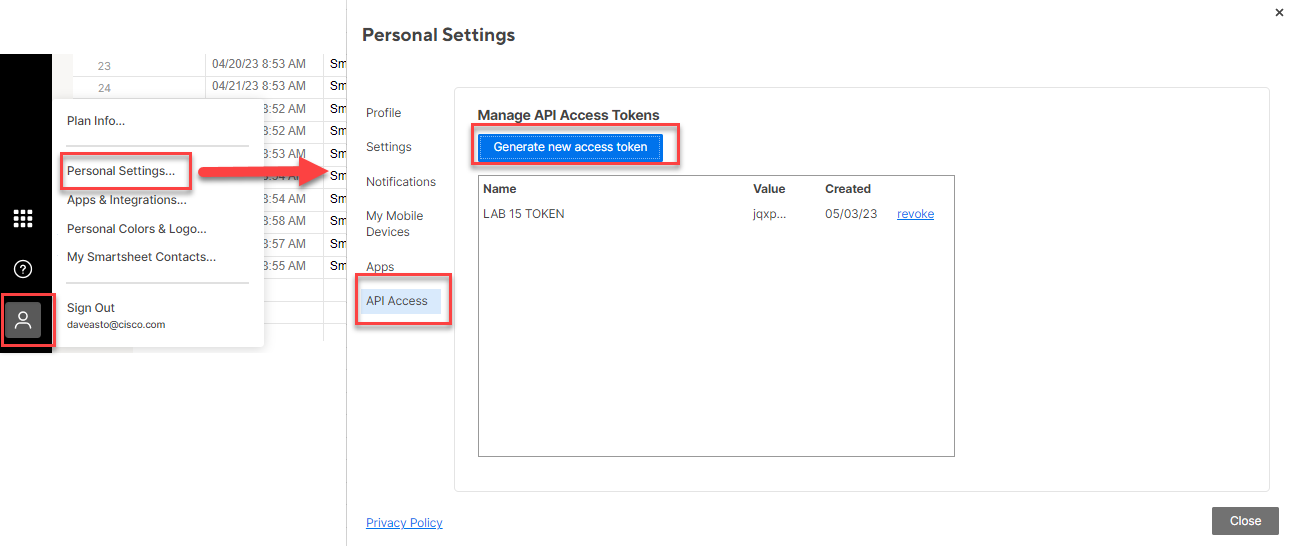 Personal Settings
23 04/20/23 8:53 AM Sm
24 04/21/23 8:53 AM Sm
8:52 AM Sm
8:52 AM Sm
8:53 AM Sm
8:54 AM Sm
8:54 AM Sm
8:58 AM Sm
8:57 AM Sm
8:55 AM Sm
Plan Info...
Personal Settings...
Apps & Integrations...
Personal Colors & Logo...
My Smartsheet Contacts...
Sign Out
daveasto@cisco.com
Profile
Settings
Notifications
My Mobile
Devices
Apps
API Access
Manage API Access Tokens
Generate new access token
Name Value Created
LAB 15 TOKEN jqxp... 05/03/23 revoke
Privacy Policy
Close